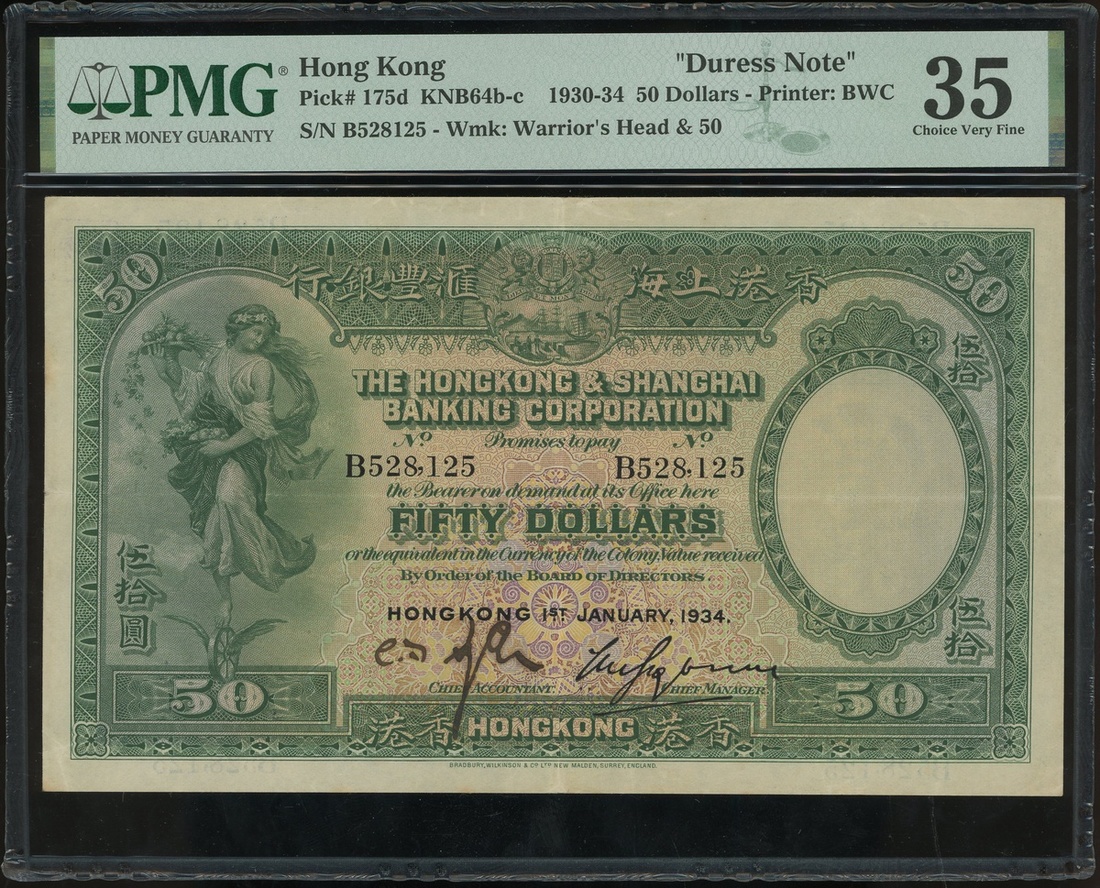 PMG®
PAPER MONEY GUARANTY
Hong Kong "Duress Note"
Pick# 175d KNB64b-c 1930-34 50 Dollars - Printer: BWC
S/N B528125 - Wmk: Warrior's Head & 50
35
Choice Very Fine
50 50
行銀豐滙 海上港香
THE HONGKONG & SHANGHAI
BANKING CORPORATION
Nº Promises to pay Nº
B528,125 B528,125
the Bearer on demand at its Office here
FIFTY DOLLARS
or the equivalent in the Currency of the Colony Value received
By Order of the BOARD OF DIRECTORS.
HONGKONG 1ST JANUARY, 1934.
CHIEF ACCOUNTANT. CHIEF MANAGER.
伍拾圓
伍拾
伍拾
50 50
港 HONGKONG 香
BRADBURY, WILKINSON & Cº LTD NEW MALDEN, SURREY, ENGLAND.